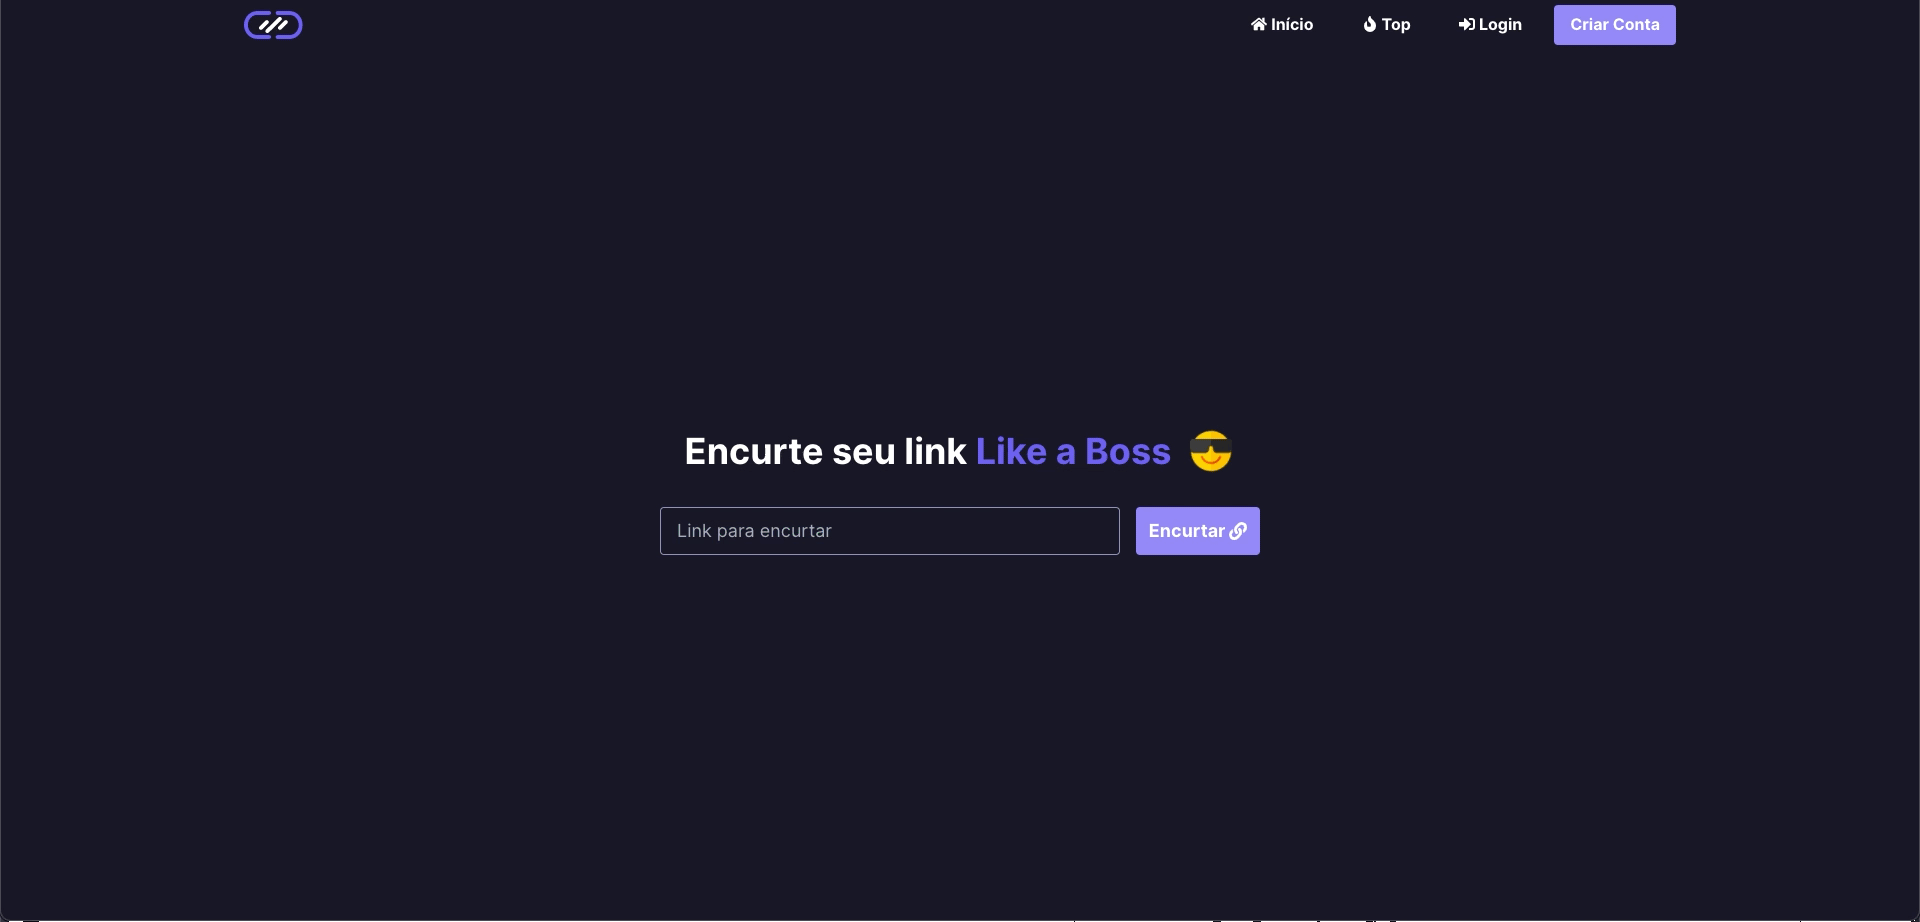 Início
Top
Login
Criar Conta
Encurte seu link Like a Boss 😎
Link para encurtar
Encurtar